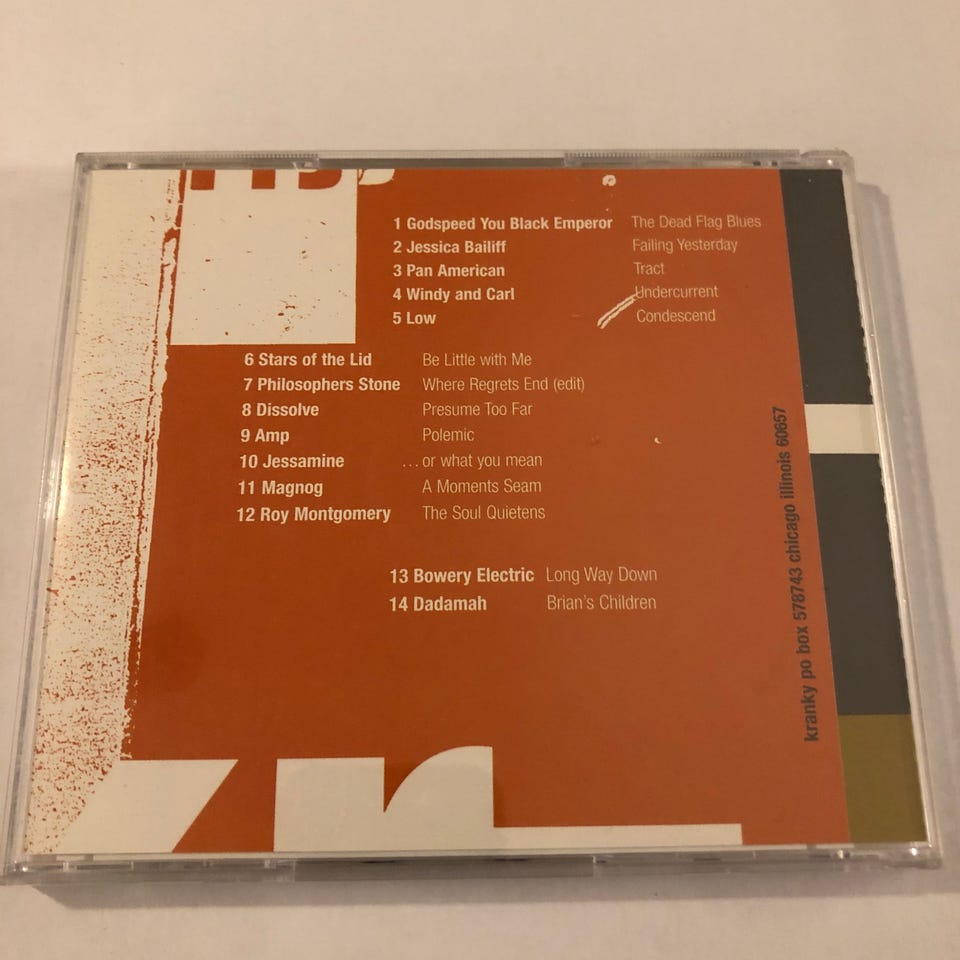 1 Godspeed You Black Emperor The Dead Flag Blues
2 Jessica Bailiff Failing Yesterday
3 Pan American Tract
4 Windy and Carl Undercurrent
5 Low Condescend
6 Stars of the Lid Be Little with Me
7 Philosophers Stone Where Regrets End (edit)
8 Dissolve Presume Too Far
9 Amp Polemic
10 Jessamine ...or what you mean
11 Magnog A Moments Seam
12 Roy Montgomery The Soul Quietens
13 Bowery Electric Long Way Down
14 Dadamah Brian's Children
kranky po box 578743 chicago illinois 60657